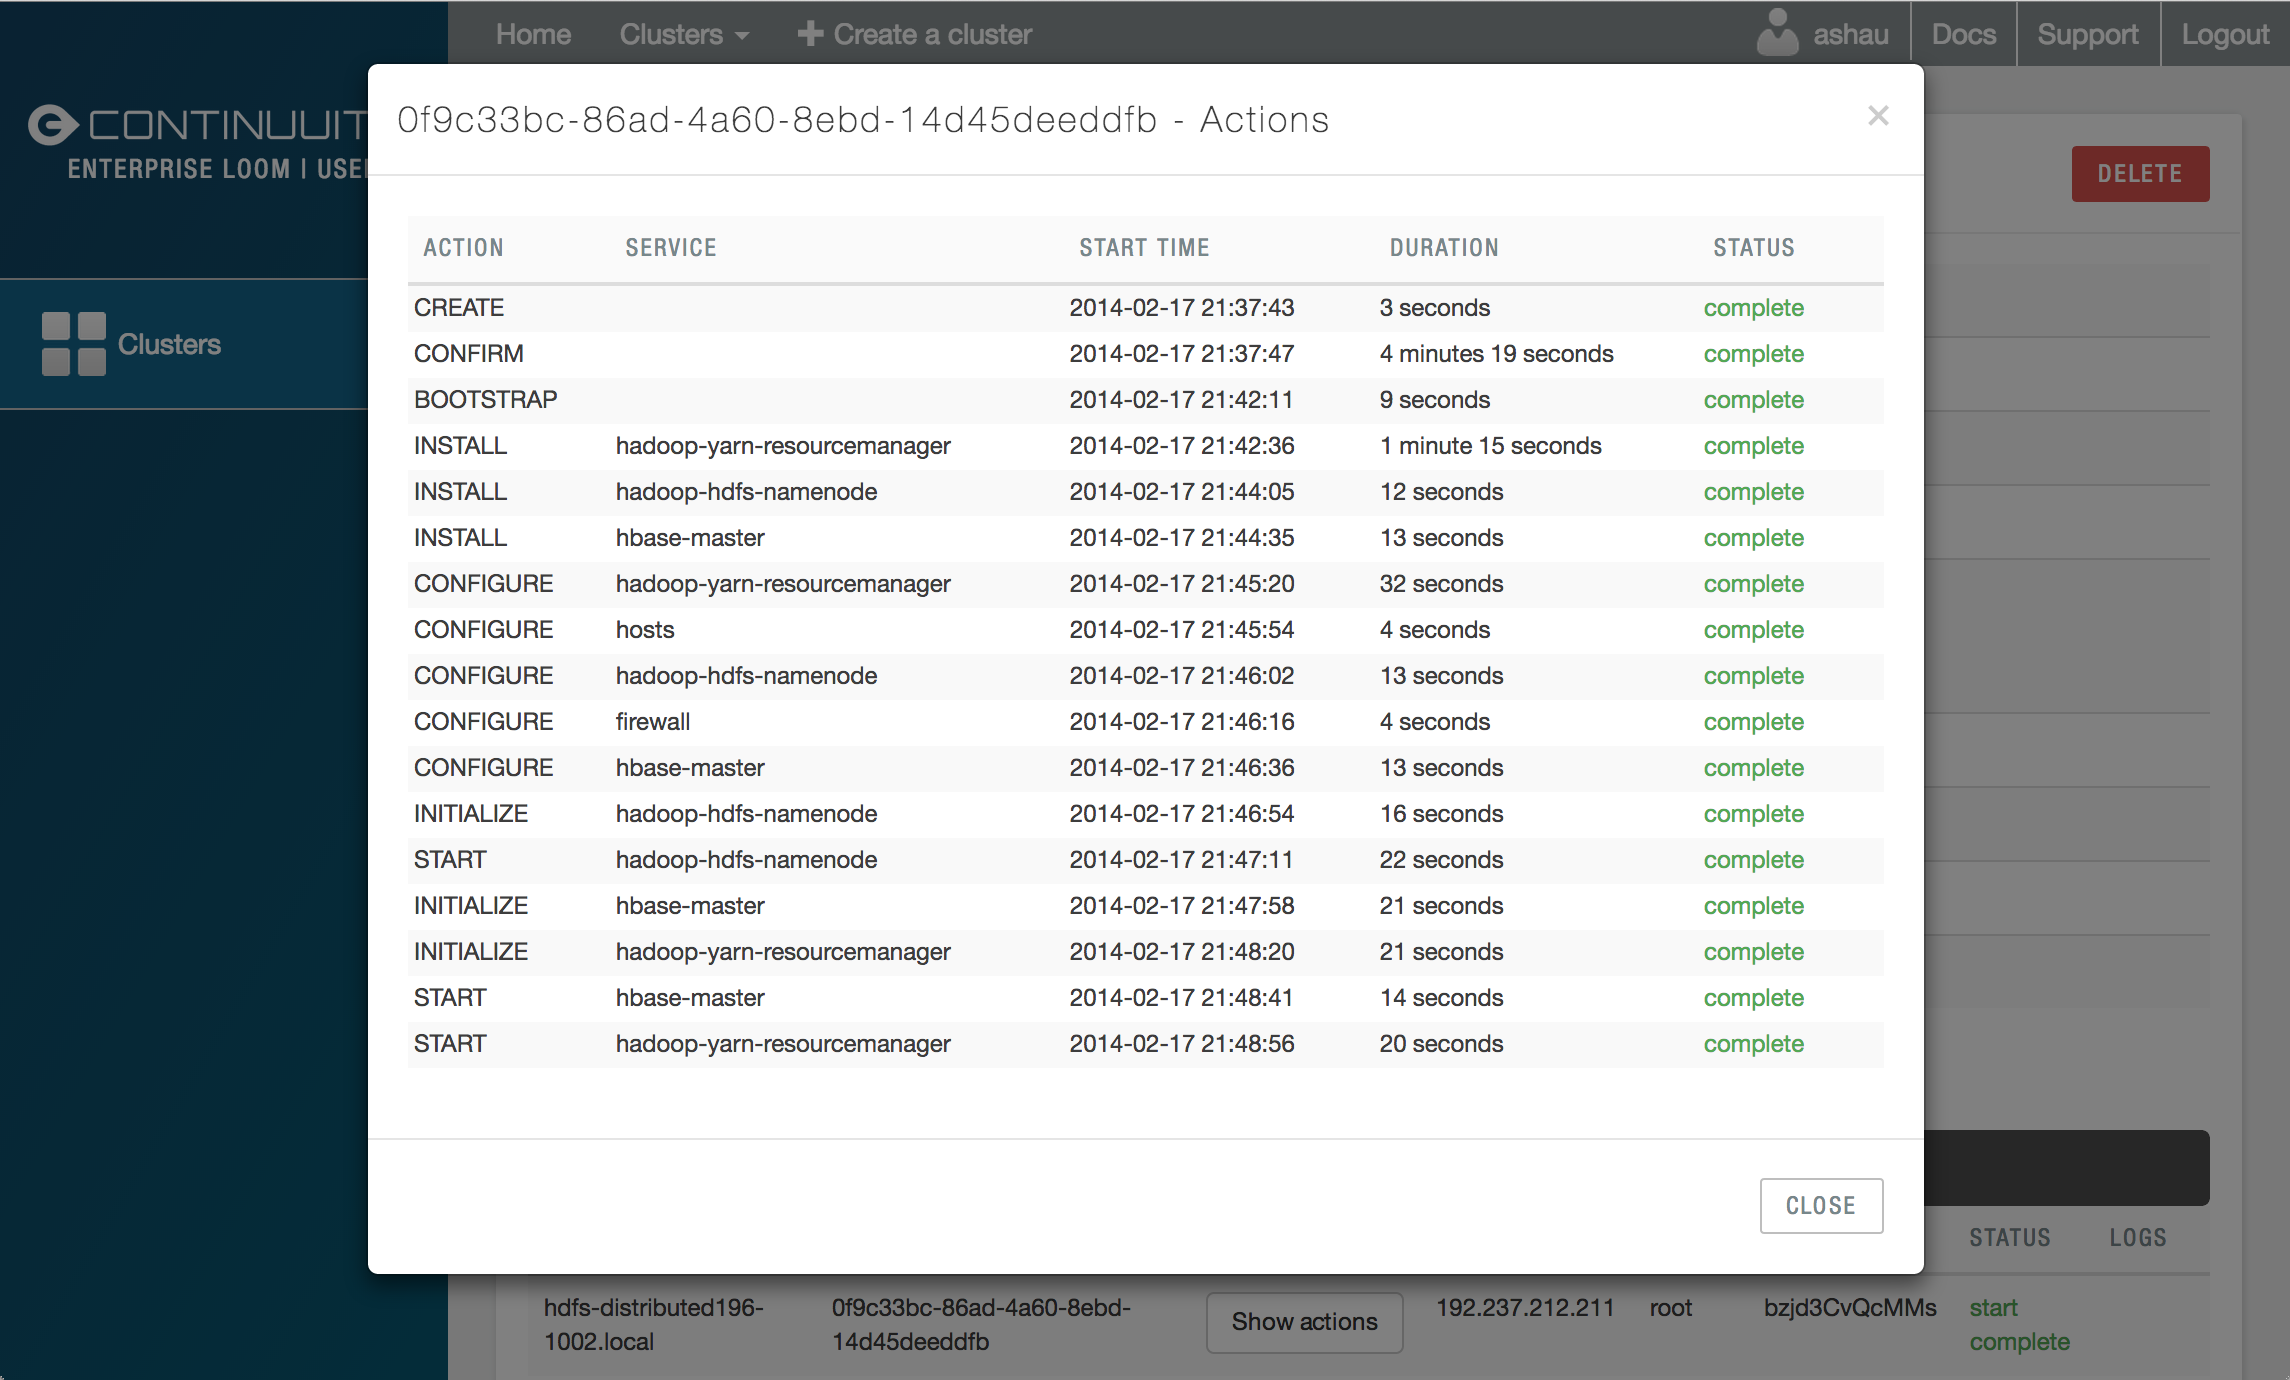 Home Clusters Create a cluster ashau Docs Support Logout
CONTINUUIT
ENTERPRISE LOOM | USE
Clusters
DELETE
0f9c33bc-86ad-4a60-8ebd-14d45deeddfb - Actions ×
ACTION SERVICE START TIME DURATION STATUS
CREATE 2014-02-17 21:37:43 3 seconds complete
CONFIRM 2014-02-17 21:37:47 4 minutes 19 seconds complete
BOOTSTRAP 2014-02-17 21:42:11 9 seconds complete
INSTALL hadoop-yarn-resourcemanager 2014-02-17 21:42:36 1 minute 15 seconds complete
INSTALL hadoop-hdfs-namenode 2014-02-17 21:44:05 12 seconds complete
INSTALL hbase-master 2014-02-17 21:44:35 13 seconds complete
CONFIGURE hadoop-yarn-resourcemanager 2014-02-17 21:45:20 32 seconds complete
CONFIGURE hosts 2014-02-17 21:45:54 4 seconds complete
CONFIGURE hadoop-hdfs-namenode 2014-02-17 21:46:02 13 seconds complete
CONFIGURE firewall 2014-02-17 21:46:16 4 seconds complete
CONFIGURE hbase-master 2014-02-17 21:46:36 13 seconds complete
INITIALIZE hadoop-hdfs-namenode 2014-02-17 21:46:54 16 seconds complete
START hadoop-hdfs-namenode 2014-02-17 21:47:11 22 seconds complete
INITIALIZE hbase-master 2014-02-17 21:47:58 21 seconds complete
INITIALIZE hadoop-yarn-resourcemanager 2014-02-17 21:48:20 21 seconds complete
START hbase-master 2014-02-17 21:48:41 14 seconds complete
START hadoop-yarn-resourcemanager 2014-02-17 21:48:56 20 seconds complete
CLOSE
STATUS LOGS
hdfs-distributed196- 0f9c33bc-86ad-4a60-8ebd- Show actions 192.237.212.211 root bzjd3CvQcMMs start
1002.local 14d45deeddfb complete